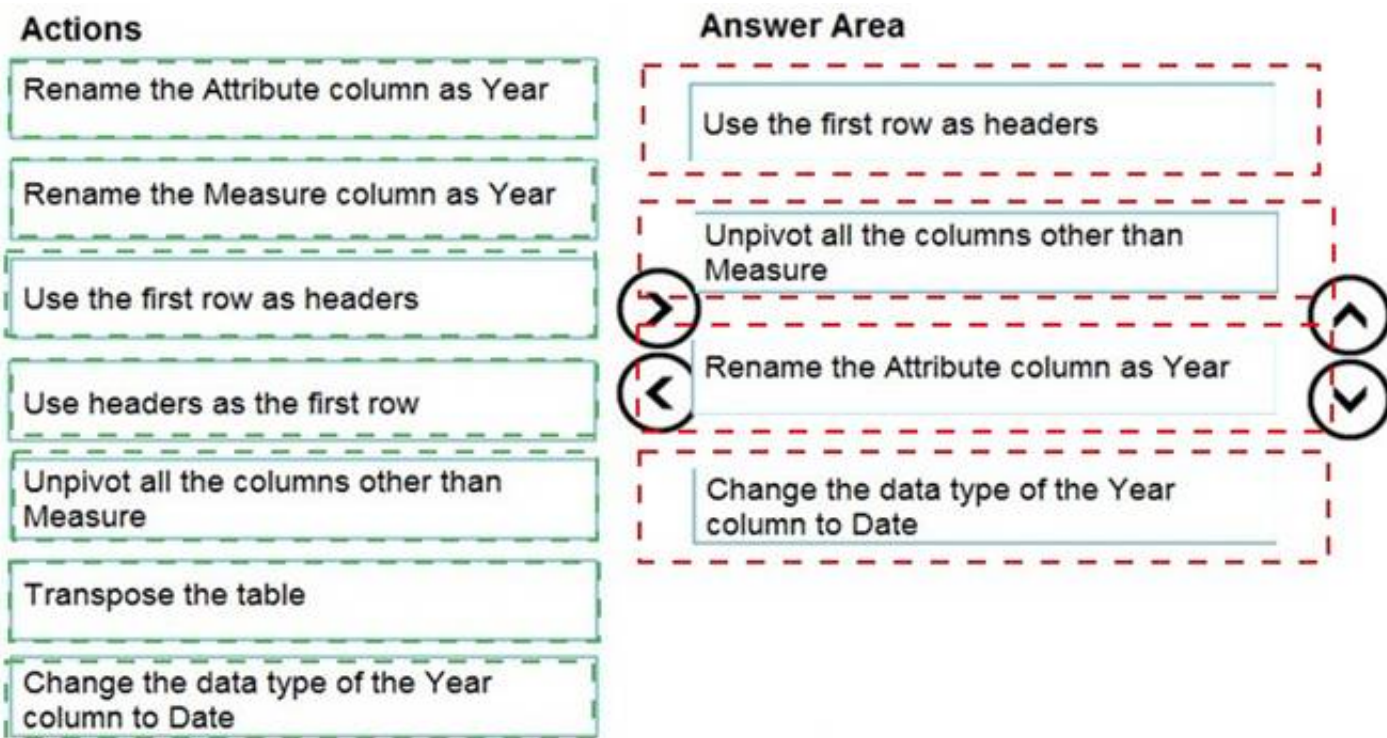 Actions
Rename the Attribute column as Year
Rename the Measure column as Year
Use the first row as headers
Use headers as the first row
Unpivot all the columns other than
Measure
Transpose the table
Change the data type of the Year
column to Date
Answer Area
Use the first row as headers
Unpivot all the columns other than
Measure
Rename the Attribute column as Year
Change the data type of the Year
column to Date